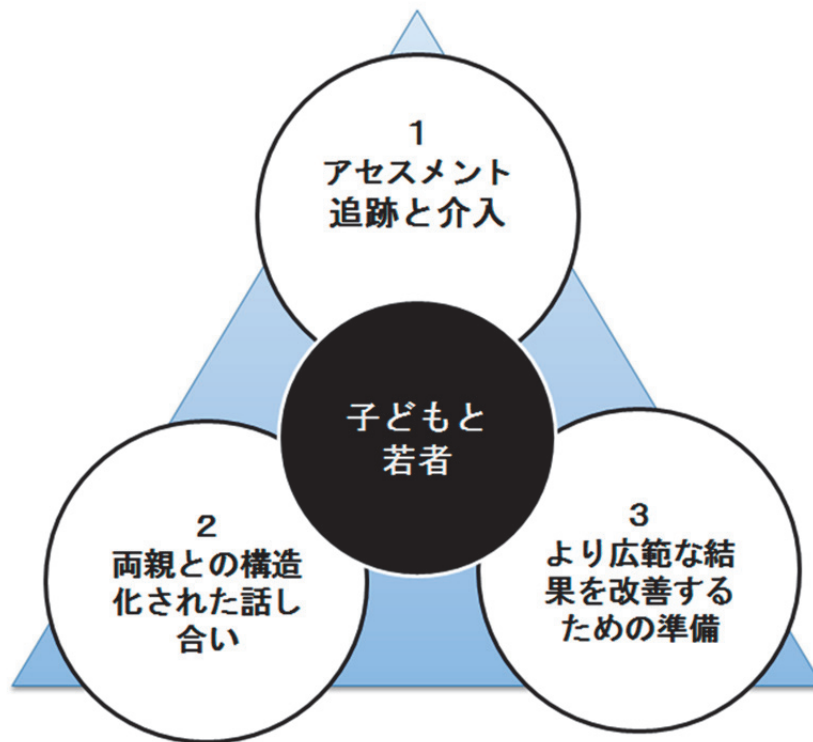 1
アセスメント
追跡と介入
子どもと
若者
2
両親との構造
化された話し
合い
3
より広範な結
果を改善する
ための準備